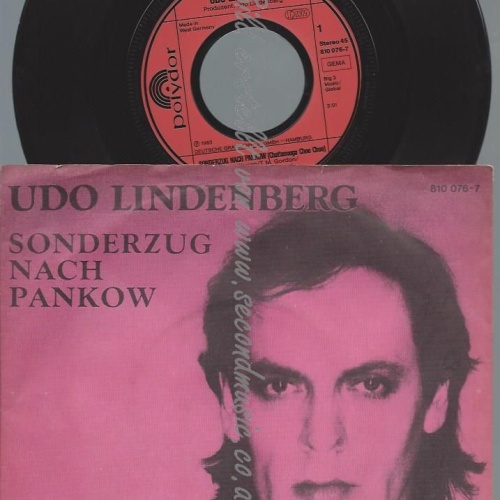 UDO
Made in
West Germany
polydor
1
Stereo 45
810 076-7
GEMA
SONDERZUG NACH PANKOW (Chattanooga Choo Choo)
UDO LINDENBERG
810 076-7
SONDERZUG
NACH
PANKOW
www.secondmusic.co.a